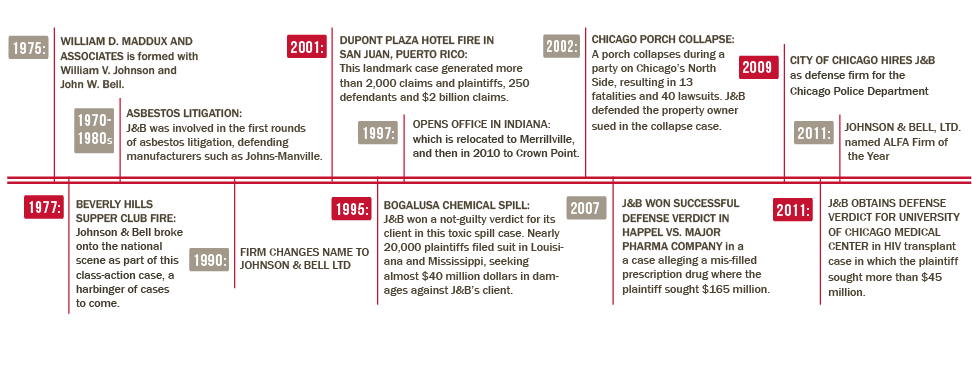 1975:
WILLIAM D. MADDUX AND
ASSOCIATES is formed with
William V. Johnson and
John W. Bell.
1970-
1980s
ASBESTOS LITIGATION:
J&B was involved in the first rounds
of asbestos litigation, defending
manufacturers such as Johns-Manville.
2001:
DUPONT PLAZA HOTEL FIRE IN
SAN JUAN, PUERTO RICO:
This landmark case generated more
than 2,000 claims and plaintiffs, 250
defendants and $2 billion claims.
1997:
OPENS OFFICE IN INDIANA:
which is relocated to Merrillville,
and then in 2010 to Crown Point.
2002:
CHICAGO PORCH COLLAPSE:
A porch collapses during a
party on Chicago's North
Side, resulting in 13
fatalities and 40 lawsuits. J&B
defended the property owner
sued in the collapse case.
2009
CITY OF CHICAGO HIRES J&B
as defense firm for the
Chicago Police Department
2011:
JOHNSON & BELL, LTD.
named ALFA Firm of
the Year
1977:
BEVERLY HILLS
SUPPER CLUB FIRE:
Johnson & Bell broke
onto the national
scene as part of this
class-action case, a
harbinger of cases
to come.
1990:
FIRM CHANGES NAME TO
JOHNSON & BELL LTD
1995:
BOGALUSA CHEMICAL SPILL:
J&B won a not-guilty verdict for its
client in this toxic spill case. Nearly
20,000 plaintiffs filed suit in Louisi-
ana and Mississippi, seeking
almost $40 million dollars in dam-
ages against J&B's client.
2007
J&B WON SUCCESSFUL
DEFENSE VERDICT IN
HAPPEL VS. MAJOR
PHARMA COMPANY in a
a case alleging a mis-filled
prescription drug where the
plaintiff sought $165 million.
2011:
J&B OBTAINS DEFENSE
VERDICT FOR UNIVERSITY
OF CHICAGO MEDICAL
CENTER in HIV transplant
case in which the plaintiff
sought more than $45
million.